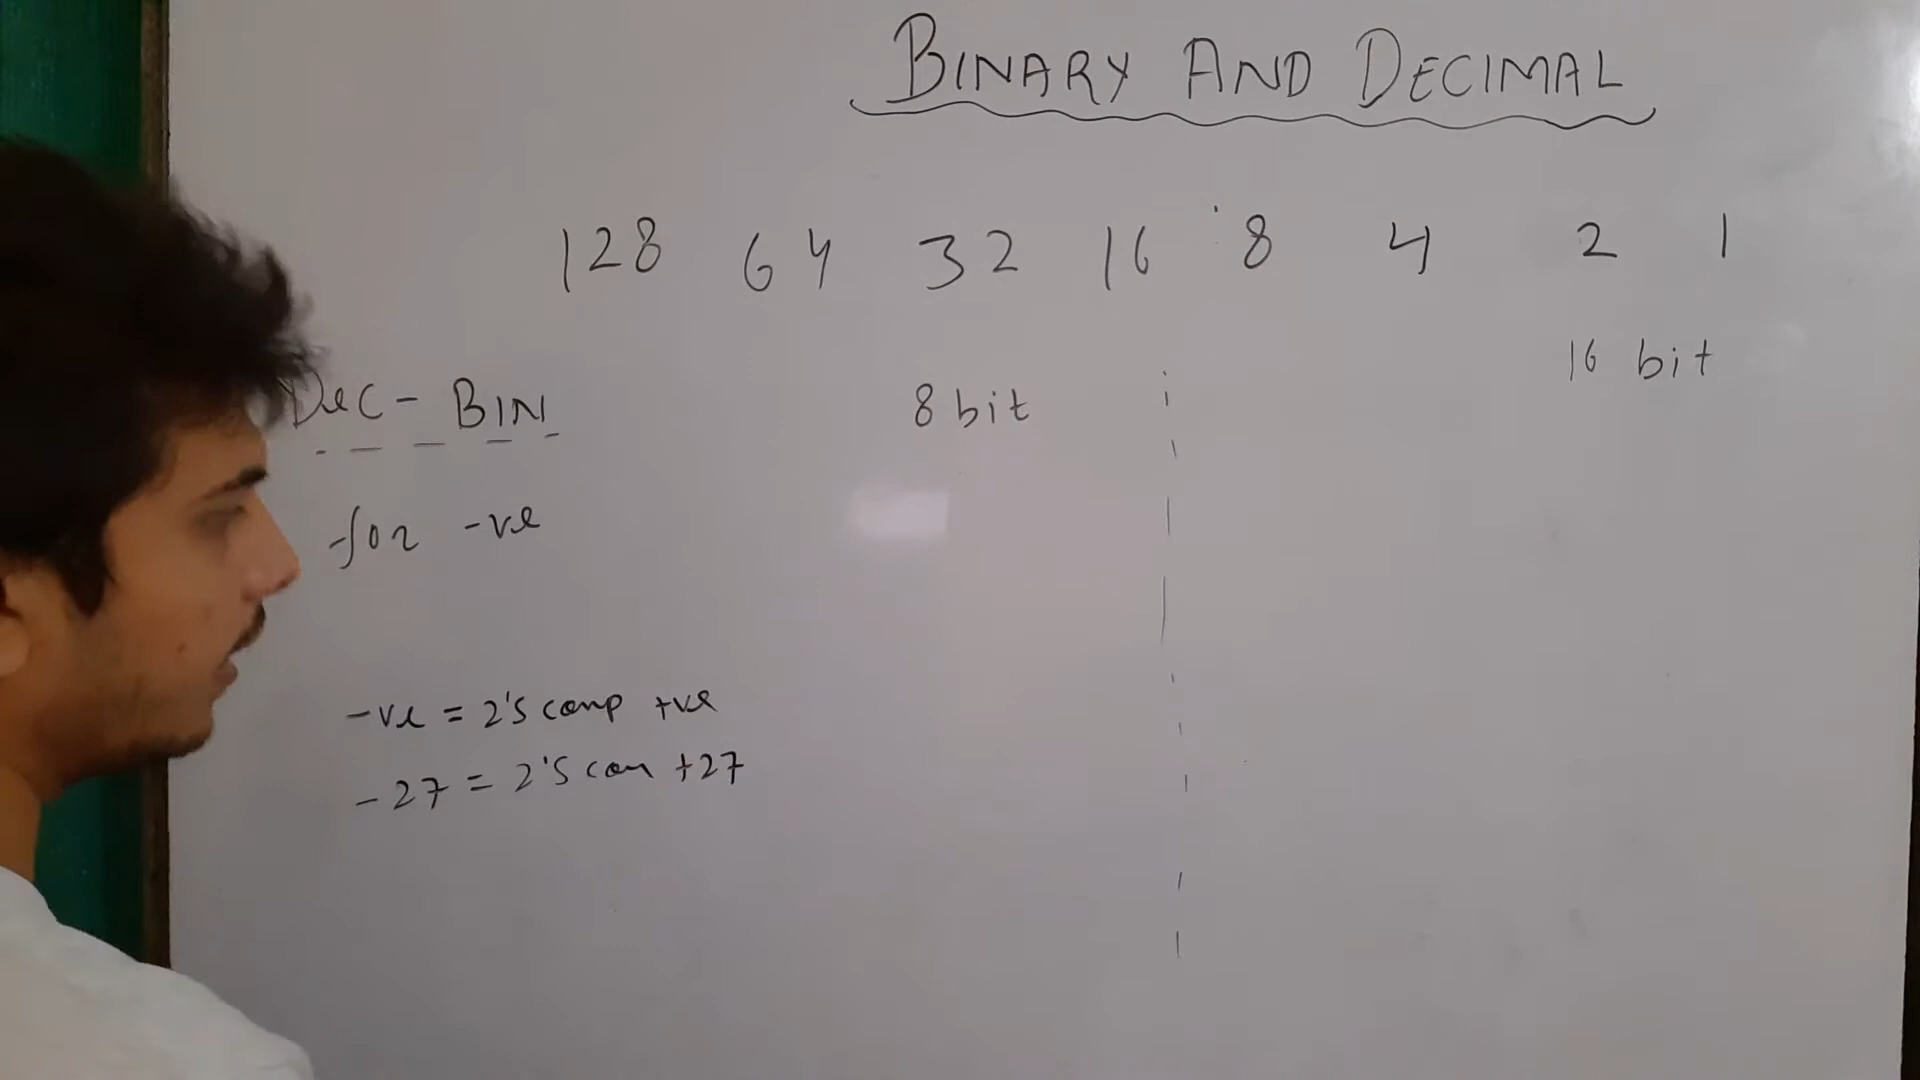 BINARY AND DECIMAL
128 64 32 16 8 4 2 1
Dec - BIN
8 bit
16 bit
for -ve
-ve = 2's comp +ve
-27 = 2's com +27